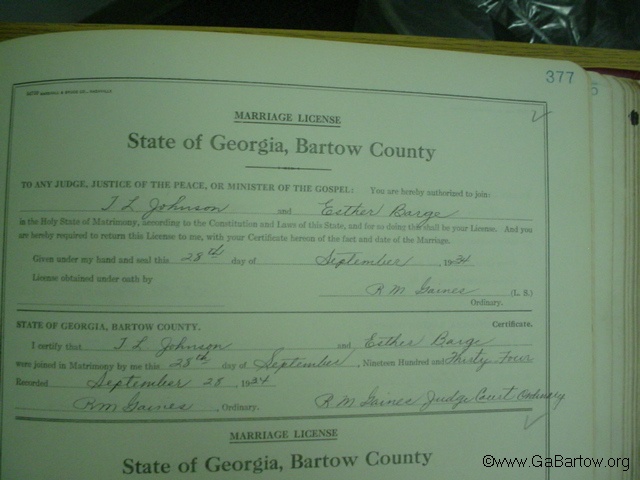 377
MARRIAGE LICENSE
State of Georgia, Bartow County
TO ANY JUDGE, JUSTICE OF THE PEACE, OR MINISTER OF THE GOSPEL: You are hereby authorized to join:
T L Johnson and Esther Barge
in the Holy State of Matrimony, according to the Constitution and Laws of this State, and for so doing this shall be your License. And you
are hereby required to return this License to me, with your Certificate hereon of the fact and date of the Marriage.
Given under my hand and seal this 28th day of September, 1934
License obtained under oath by
R M Gaines (L. S.)
Ordinary.
STATE OF GEORGIA, BARTOW COUNTY. Certificate.
I certify that T L Johnson and Esther Barge
were joined in Matrimony by me this 28th day of September, Nineteen Hundred and Thirty Four
Recorded September 28, 1934
R M Gaines, Ordinary. R M Gaines Judge Court Ordinary
MARRIAGE LICENSE
State of Georgia, Bartow County
©www.GaBartow.org